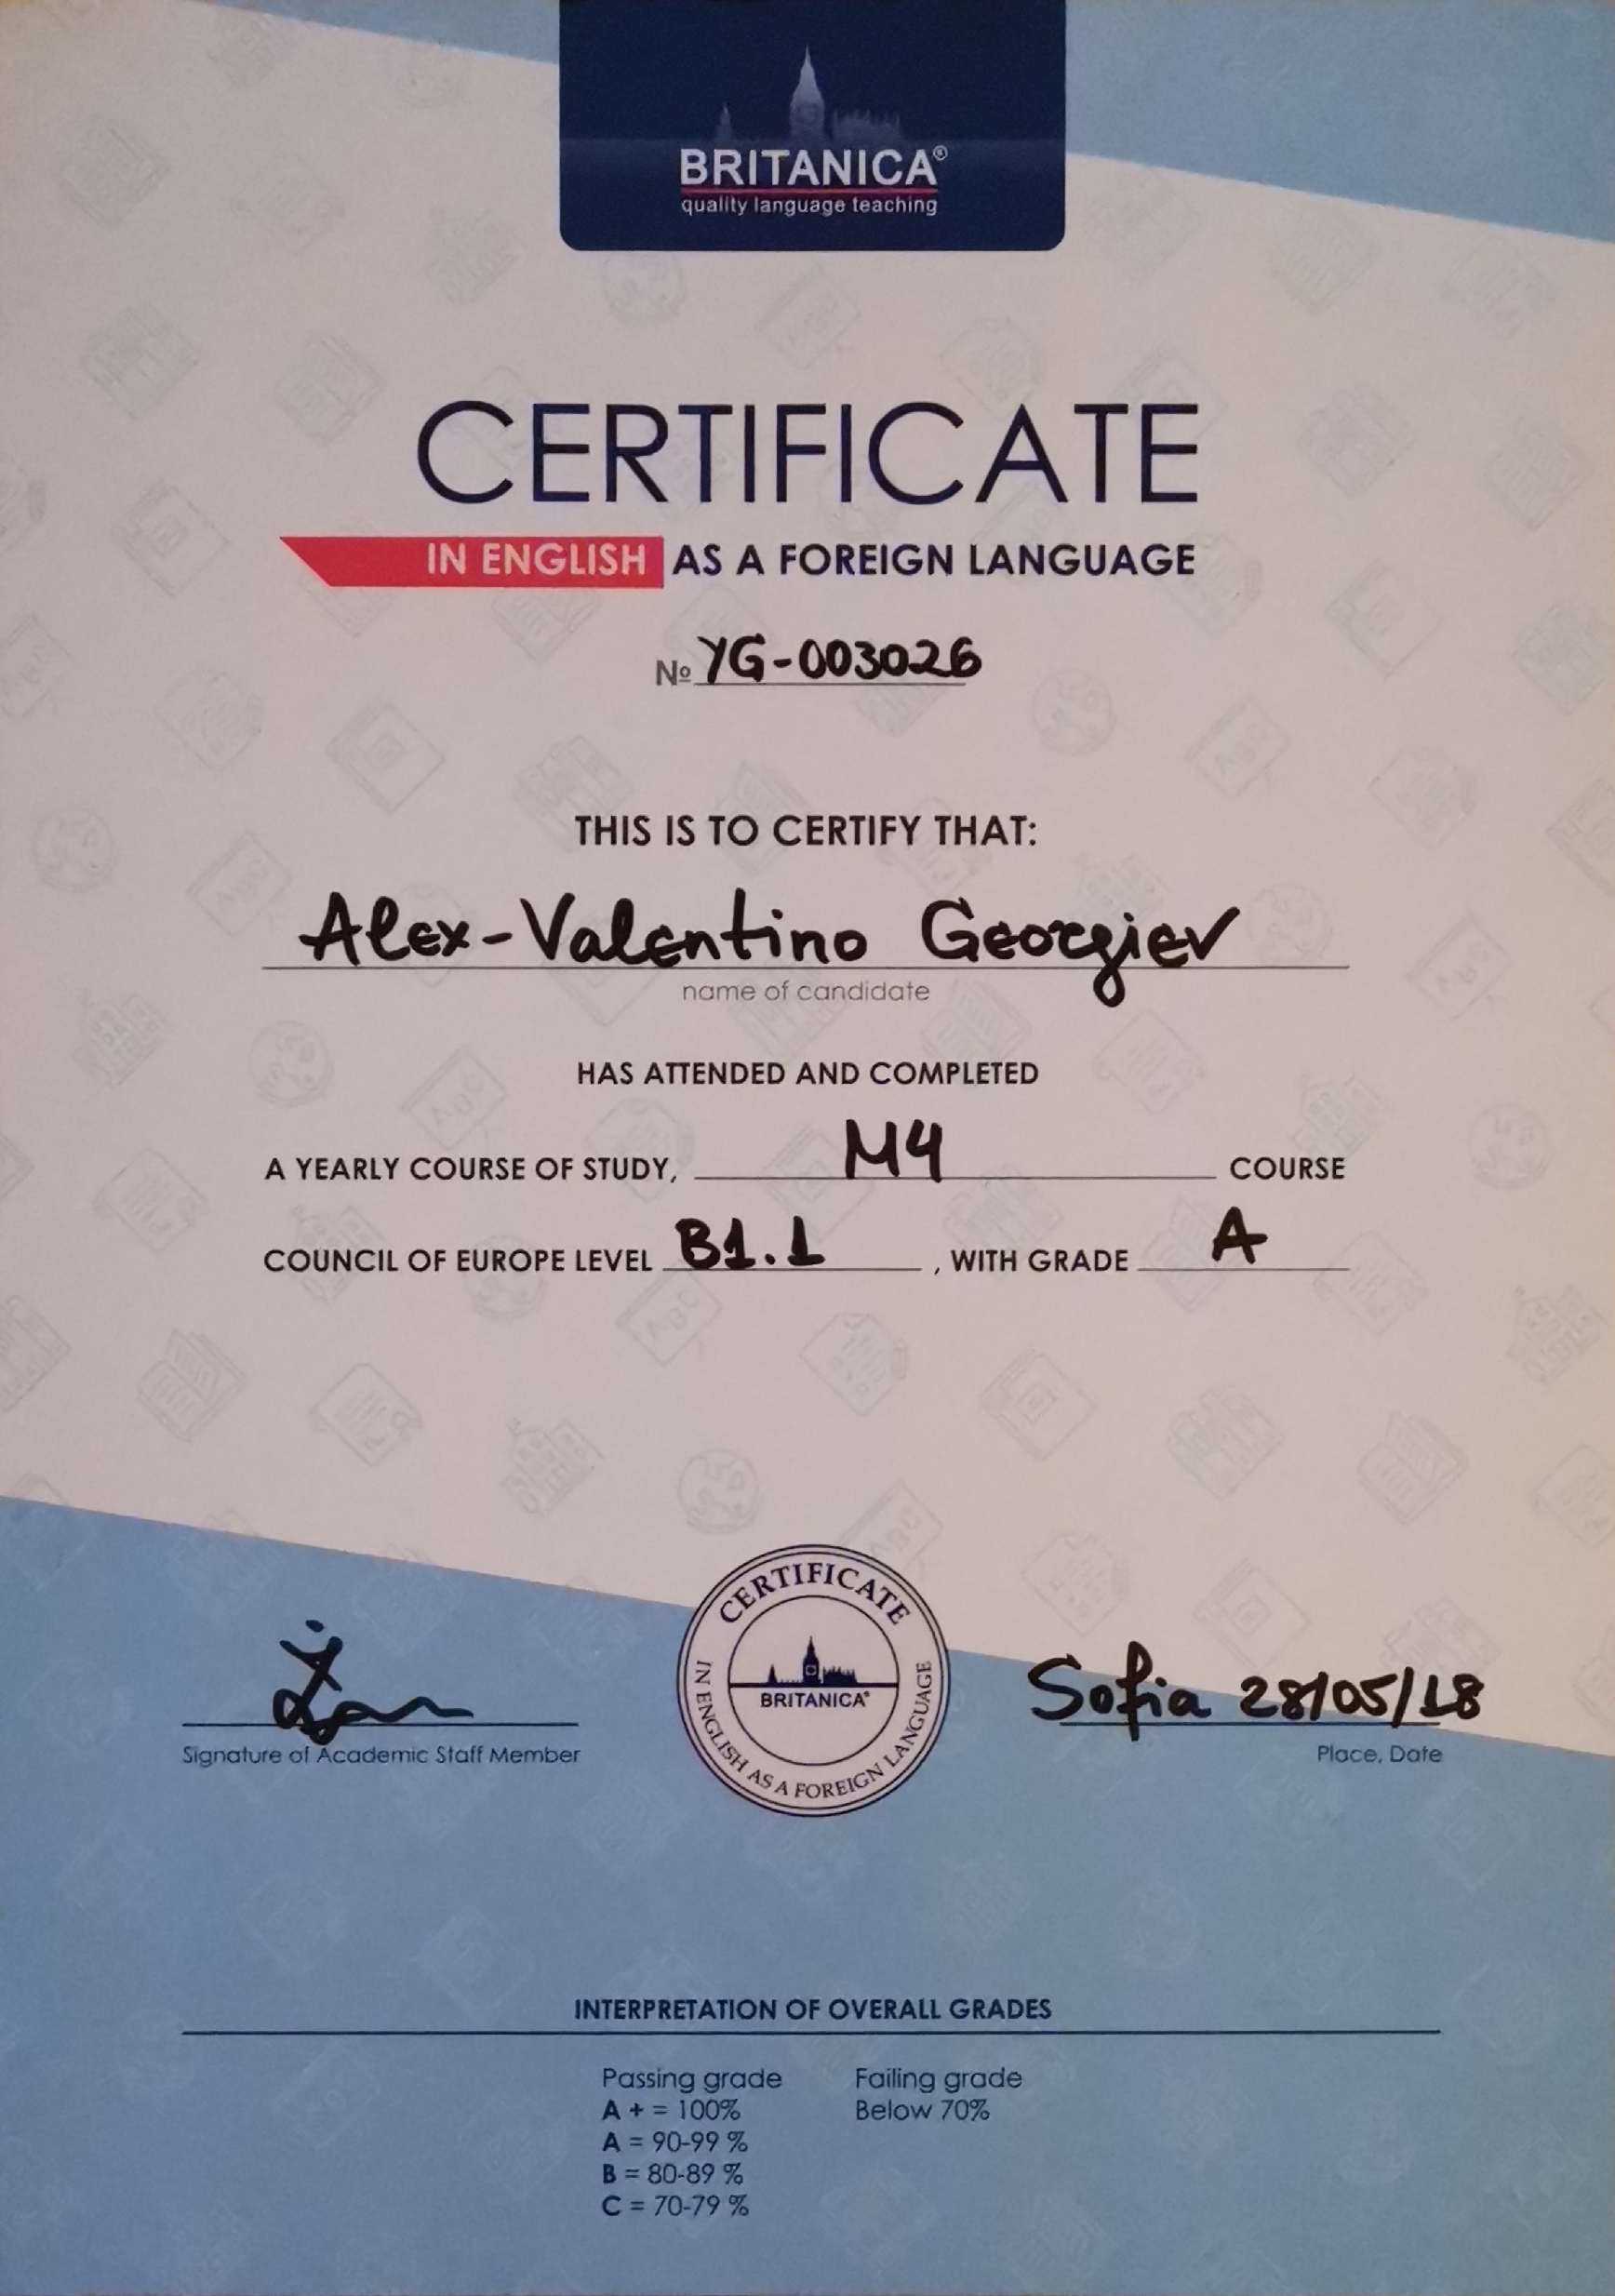 BRITANICA®
quality language teaching
CERTIFICATE
IN ENGLISH AS A FOREIGN LANGUAGE
№ YG-003026
THIS IS TO CERTIFY THAT:
Alex-Valentino Georgiev
name of candidate
HAS ATTENDED AND COMPLETED
A YEARLY COURSE OF STUDY, M4 COURSE
COUNCIL OF EUROPE LEVEL B1.1 , WITH GRADE A
CERTIFICATE
IN ENGLISH AS A FOREIGN LANGUAGE
BRITANICA®
Sofia 28/05/18
Signature of Academic Staff Member
Place, Date
INTERPRETATION OF OVERALL GRADES
Passing grade
A + = 100%
A = 90-99 %
B = 80-89 %
C = 70-79 %
Failing grade
Below 70%